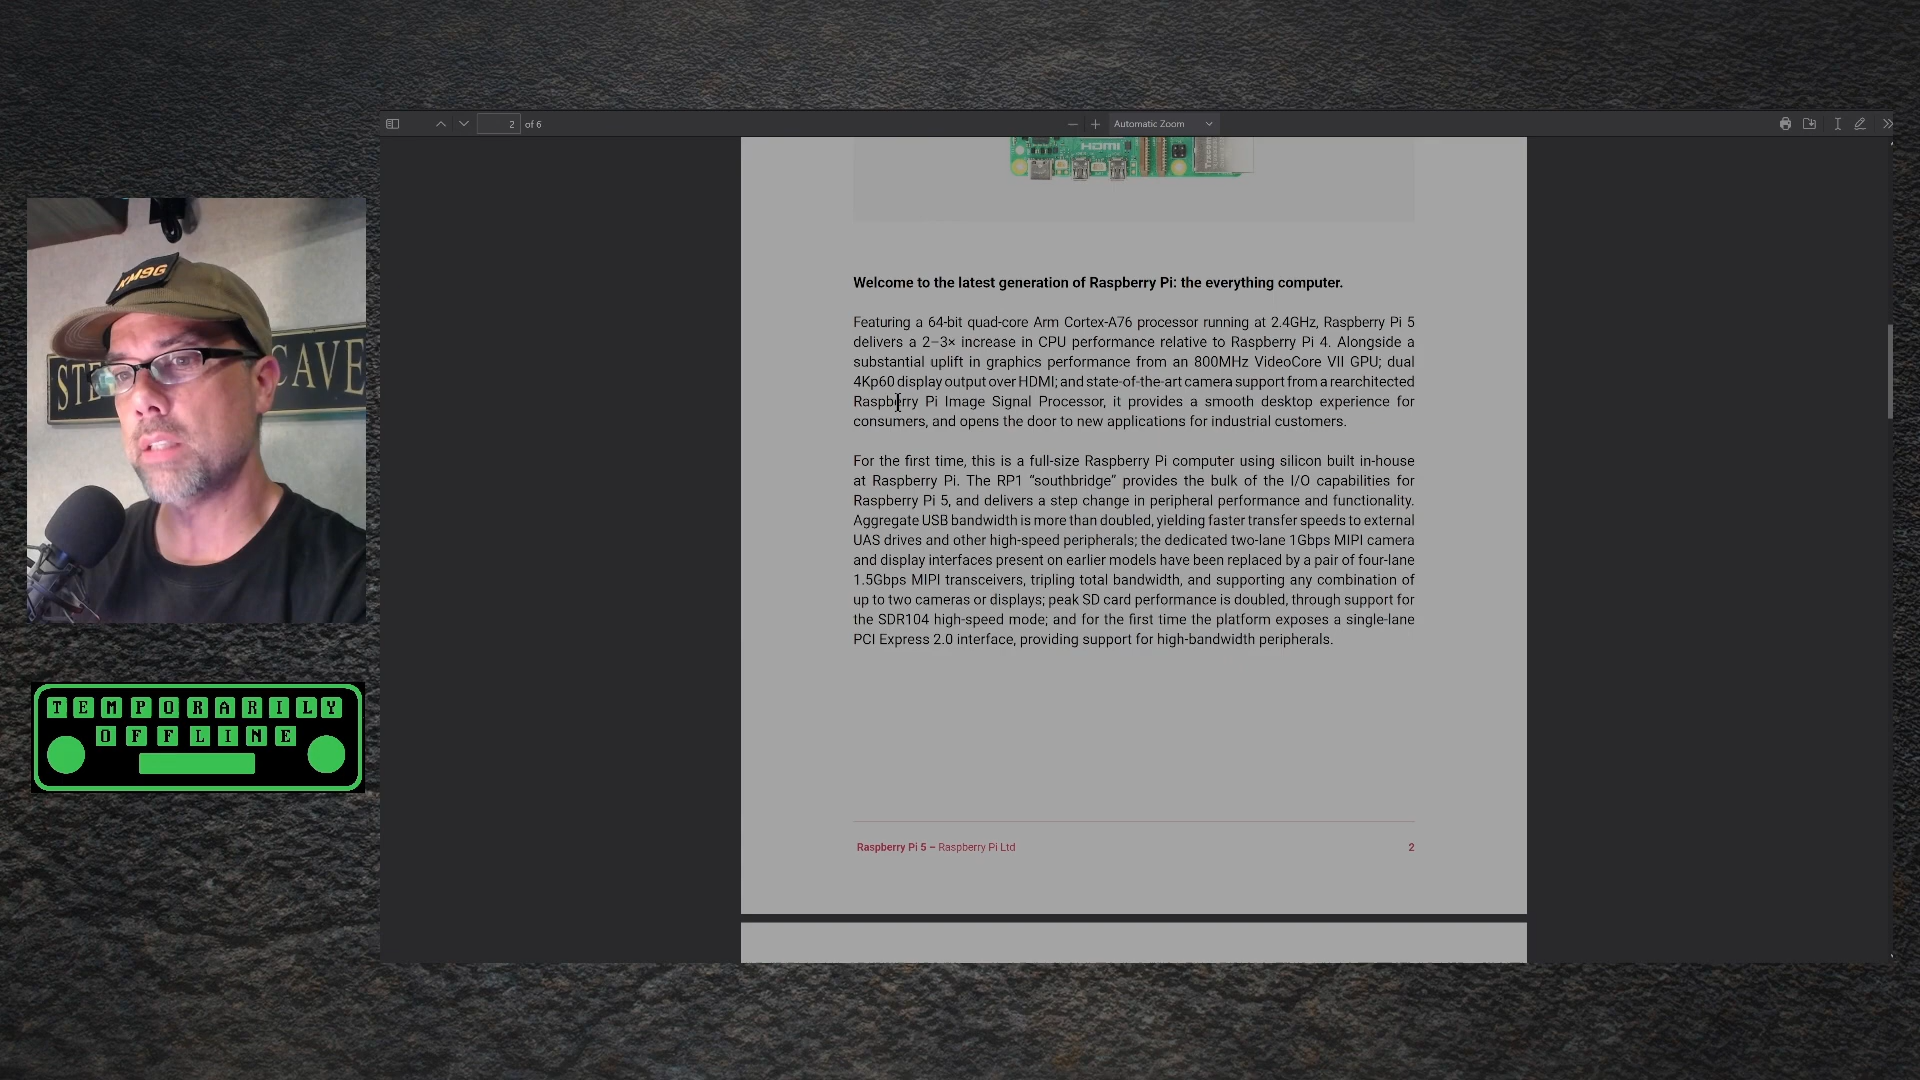 2 of 6
Automatic Zoom
HDMI
KM9G
CAVE
TEMPORARILY
OFFLINE
Welcome to the latest generation of Raspberry Pi: the everything computer.
Featuring a 64-bit quad-core Arm Cortex-A76 processor running at 2.4GHz, Raspberry Pi 5
delivers a 2–3× increase in CPU performance relative to Raspberry Pi 4. Alongside a
substantial uplift in graphics performance from an 800MHz VideoCore VII GPU; dual
4Kp60 display output over HDMI; and state-of-the-art camera support from a rearchitected
Raspberry Pi Image Signal Processor, it provides a smooth desktop experience for
consumers, and opens the door to new applications for industrial customers.
For the first time, this is a full-size Raspberry Pi computer using silicon built in-house
at Raspberry Pi. The RP1 “southbridge” provides the bulk of the I/O capabilities for
Raspberry Pi 5, and delivers a step change in peripheral performance and functionality.
Aggregate USB bandwidth is more than doubled, yielding faster transfer speeds to external
UAS drives and other high-speed peripherals; the dedicated two-lane 1Gbps MIPI camera
and display interfaces present on earlier models have been replaced by a pair of four-lane
1.5Gbps MIPI transceivers, tripling total bandwidth, and supporting any combination of
up to two cameras or displays; peak SD card performance is doubled, through support for
the SDR104 high-speed mode; and for the first time the platform exposes a single-lane
PCI Express 2.0 interface, providing support for high-bandwidth peripherals.
Raspberry Pi 5 – Raspberry Pi Ltd 2